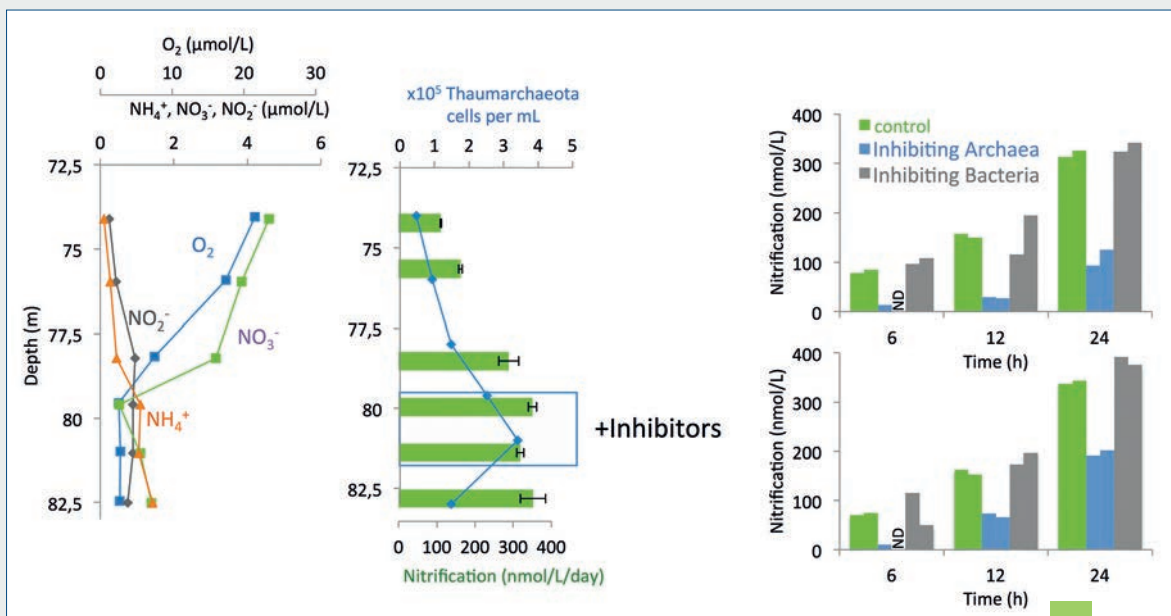 O₂ (µmol/L)
0 10 20 30
NH₄⁺, NO₃⁻, NO₂⁻ (µmol/L)
0 2 4 6
Depth (m)
72,5
75
77,5
80
82,5
O₂
NO₂⁻
NO₃⁻
NH₄⁺
x10⁵ Thaumarchaeota
cells per mL
0 1 2 3 4 5
72,5
75
77,5
80
82,5
0 100 200 300 400
Nitrification (nmol/L/day)
+Inhibitors
Nitrification (nmol/L)
400
300
200
100
0
control
Inhibiting Archaea
Inhibiting Bacteria
ND
6 12 24
Time (h)
Nitrification (nmol/L)
400
300
200
100
0
ND
6 12 24
Time (h)